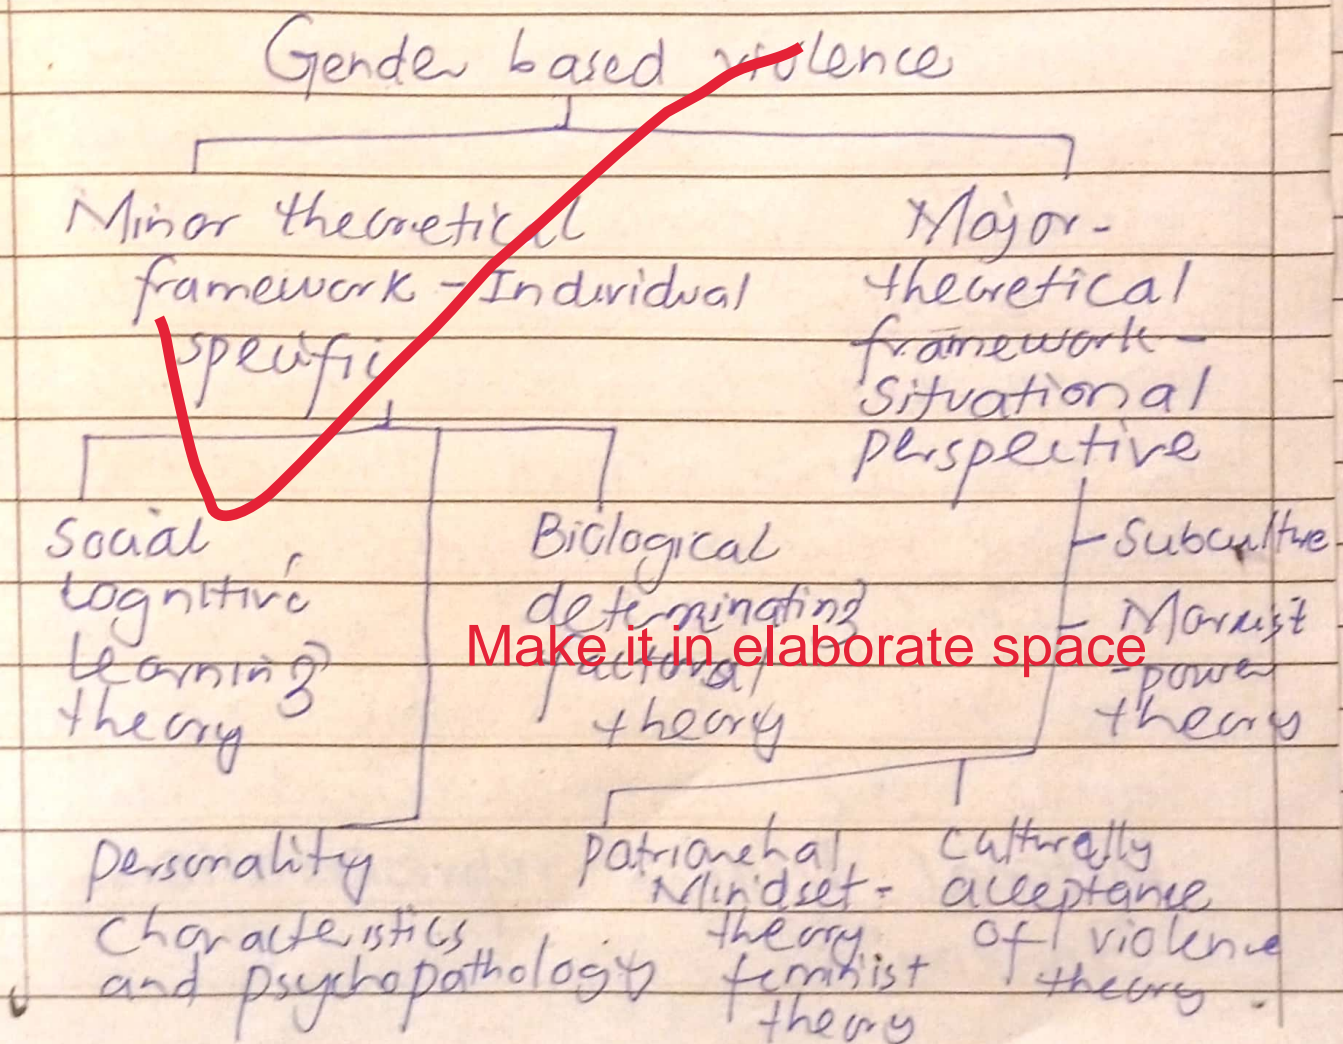 Gender based violence
Minor theoretical
framework - Individual
specific
Major -
theoretical
framework -
Situational
perspective
Social
Cognitive
Learning
theory
Biological
determinating
factoral
theory
Make it in elaborate space
- Subculture
- Marxist
- power
theory
personality
characteristics
and psychopathology
patriarchal
Mindset -
theory
feminist
theory
Culturally
acceptance
of violence
theory